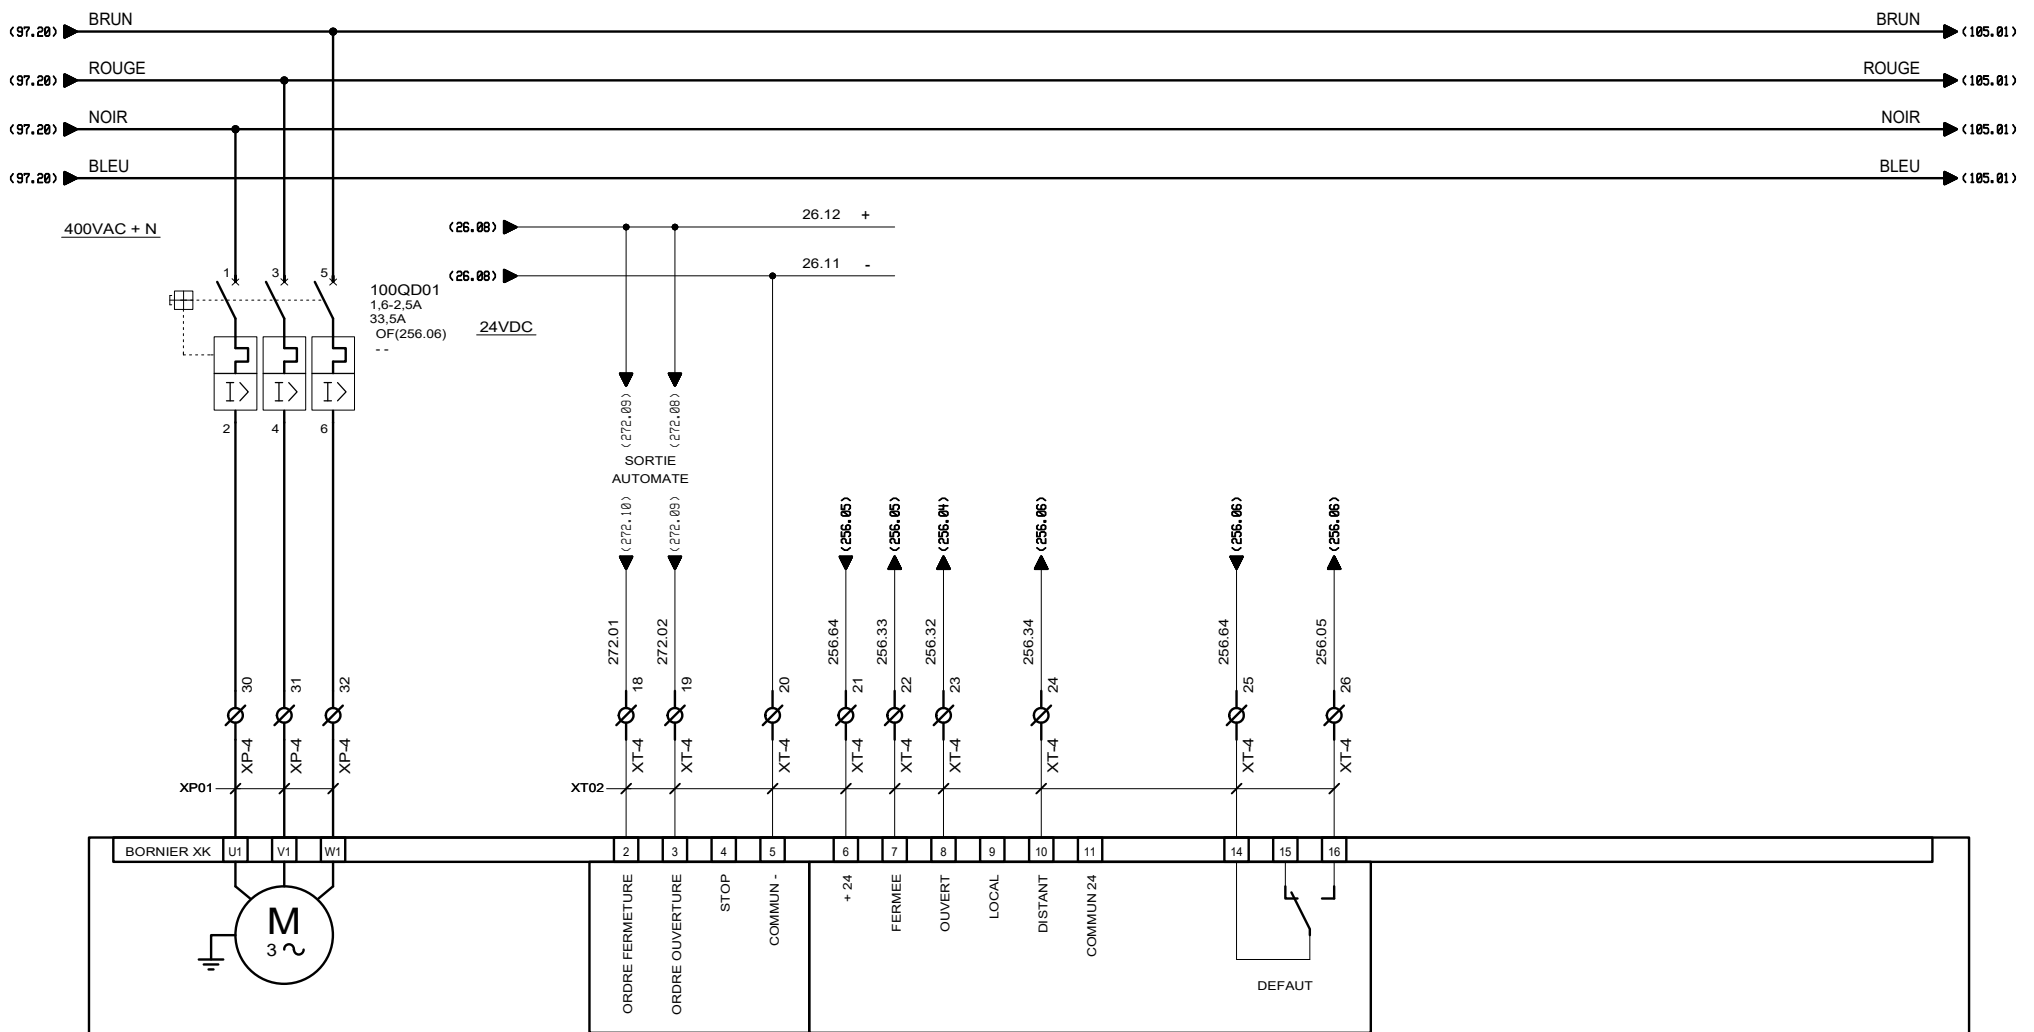 BRUN BRUN
(97.20) (105.01)
ROUGE ROUGE
(97.20) (105.01)
NOIR NOIR
(97.20) (105.01)
BLEU BLEU
(97.20) (105.01)
400VAC + N
(26.08) 26.12 +
(26.08) 26.11 -
24VDC
1 3 5
100QD01
1,6-2,5A
33,5A
OF(256.06)
- -
I> I> I>
2 4 6
(272.09) (272.08)
SORTIE
AUTOMATE
(272.10) (272.09) (256.05) (256.05) (256.04) (256.06) (256.06) (256.06)
272.01 272.02 256.64 256.33 256.32 256.34 256.64 256.05
30 31 32 18 19 20 21 22 23 24 25 26
XP-4 XP-4 XP-4 XT-4 XT-4 XT-4 XT-4 XT-4 XT-4 XT-4 XT-4 XT-4
XP01 XT02
BORNIER XK U1 V1 W1 2 3 4 5 6 7 8 9 10 11 14 15 16
M
3
ORDRE FERMETURE
ORDRE OUVERTURE
STOP
COMMUN -
+ 24
FERMEE
OUVERT
LOCAL
DISTANT
COMMUN 24
DEFAUT